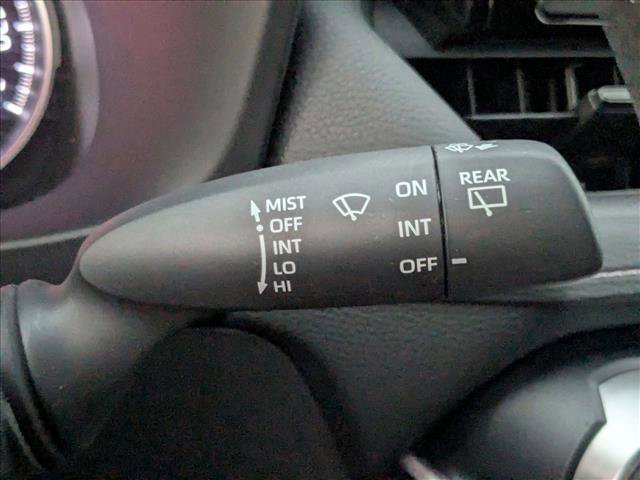 MIST
OFF
INT
LO
HI
ON
INT
OFF
REAR